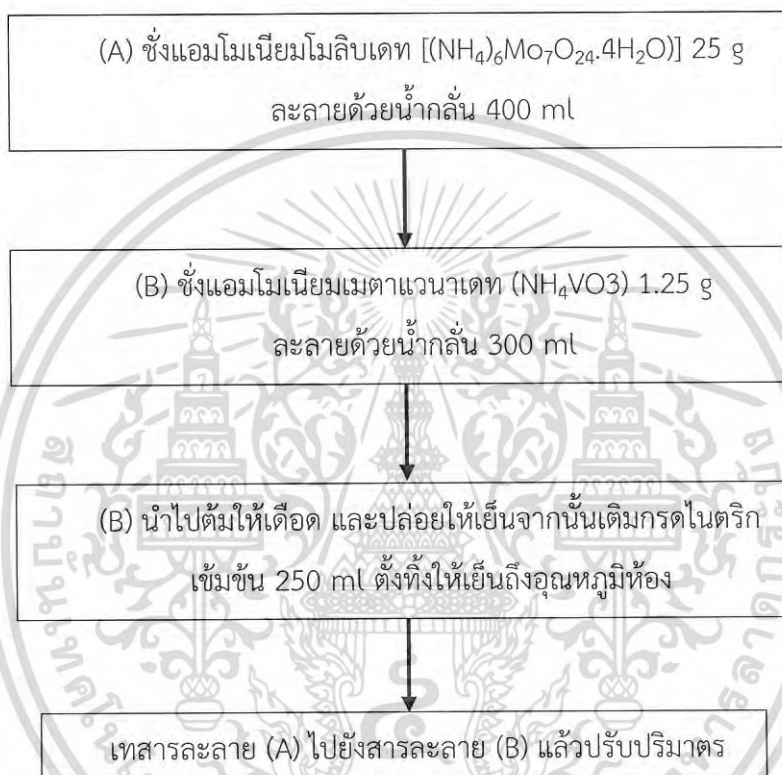 (A) ชั่งแอมโมเนียมโมลิบเดท [(NH₄)₆Mo₇O₂₄.4H₂O)] 25 g
ละลายด้วยน้ำกลั่น 400 ml
(B) ชั่งแอมโมเนียมเมตาแวนาเดท (NH₄VO3) 1.25 g
ละลายด้วยน้ำกลั่น 300 ml
(B) นำไปต้มให้เดือด และปล่อยให้เย็นจากนั้นเติมกรดไนตริก
เข้มข้น 250 ml ตั้งทิ้งให้เย็นถึงอุณหภูมิห้อง
เทสารละลาย (A) ไปยังสารละลาย (B) แล้วปรับปริมาตร